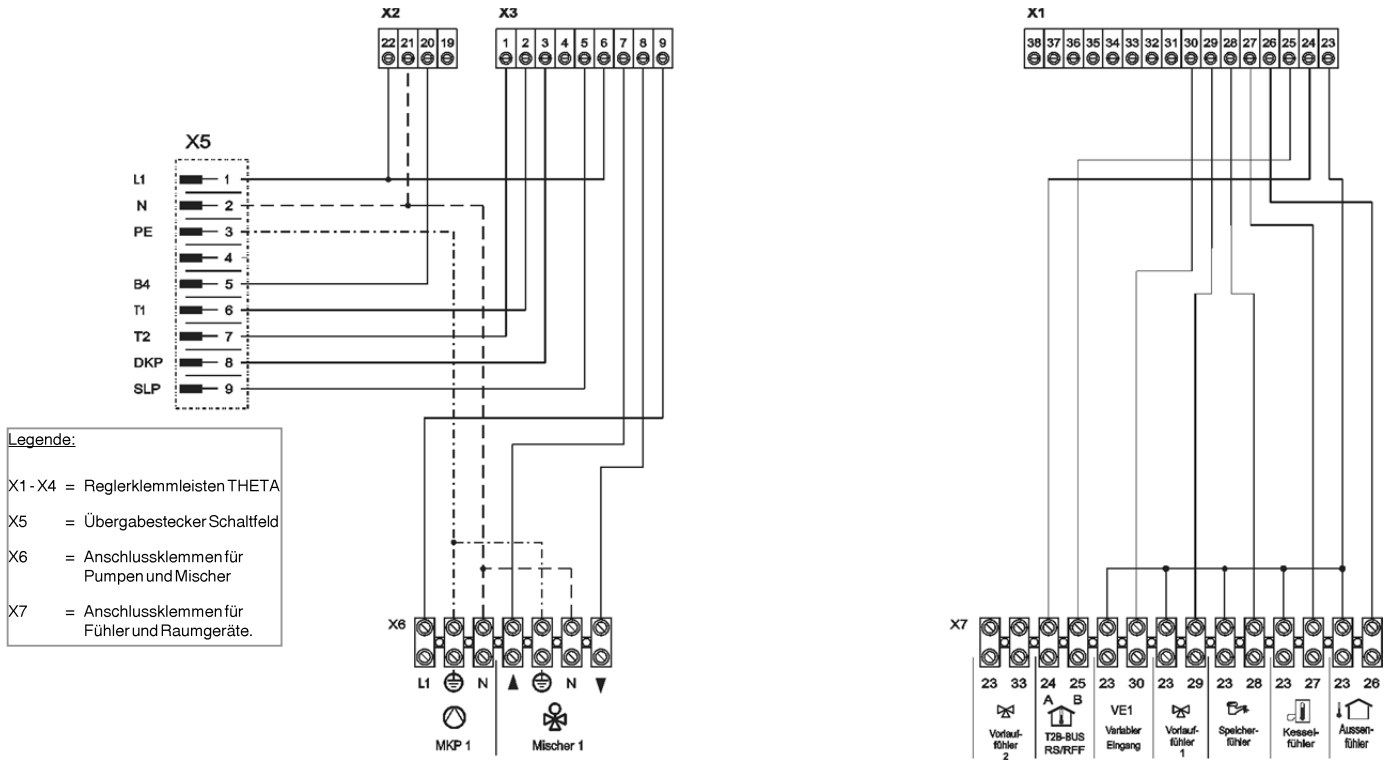 X2
X3
X1
22 21 20 19
1 2 3 4 5 6 7 8 9
38 37 36 35 34 33 32 31 30 29 28 27 26 25 24 23
X5
L1 1
N 2
PE 3
4
B4 5
T1 6
T2 7
DKP 8
SLP 9
Legende:
X1 - X4 = Reglerklemmleisten THETA
X5 = Übergabestecker Schaltfeld
X6 = Anschlussklemmen für
Pumpen und Mischer
X7 = Anschlussklemmen für
Fühler und Raumgeräte.
X6
L1 N N
MKP 1
Mischer 1
X7
23 33 24 25 23 30 23 29 23 28 23 27 23 26
A B
VE1
Vorlauf-
fühler
2
T2B-BUS
RS/RFF
Variabler
Eingang
Vorlauf-
fühler
1
Speicher-
fühler
Kessel-
fühler
Aussen-
fühler